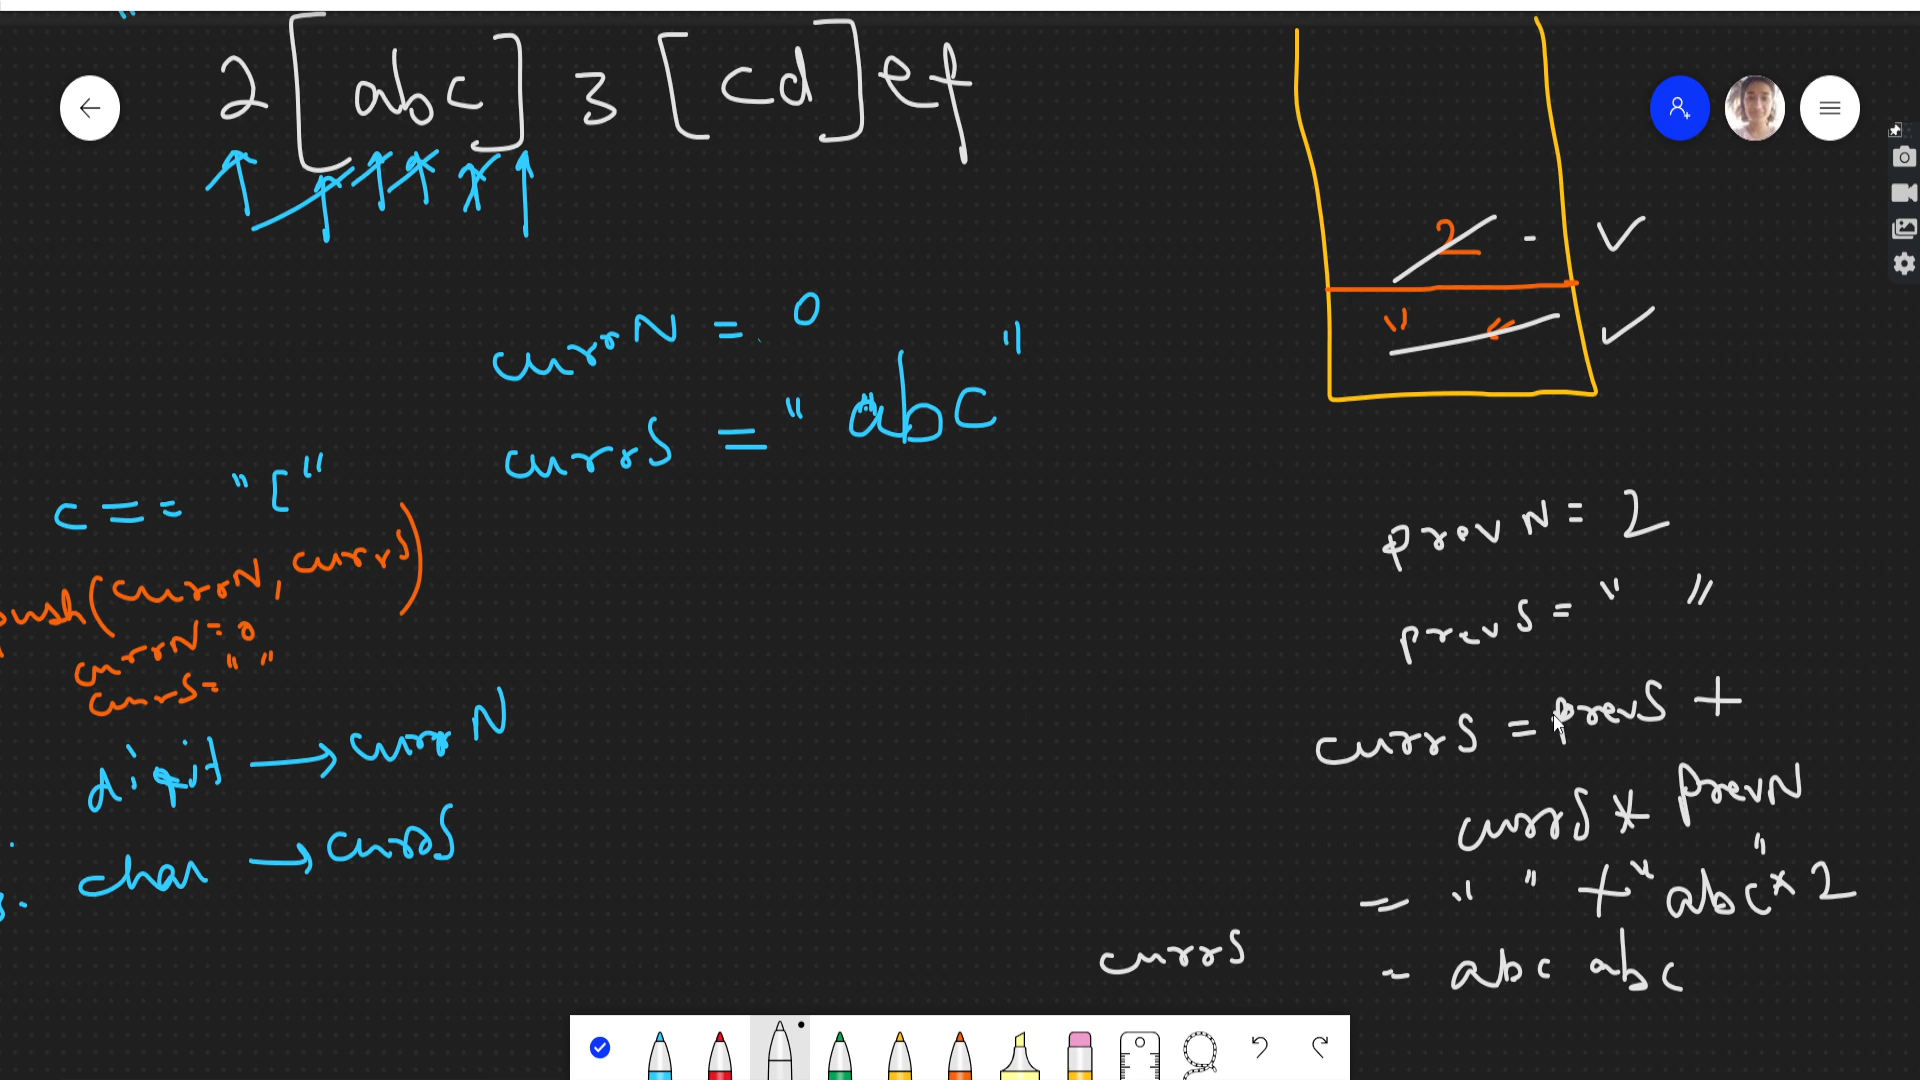 2[abc]3[cd]ef
currN = 0
currS = "abc"
c == "["
push(currN, currS)
currN=0
currS=" "
digit → currN
char → currS
2 -
" "
prevN = 2
prevS = " "
currS = prevS +
currS * prevN
= " " + "abc" * 2
currS = abc abc